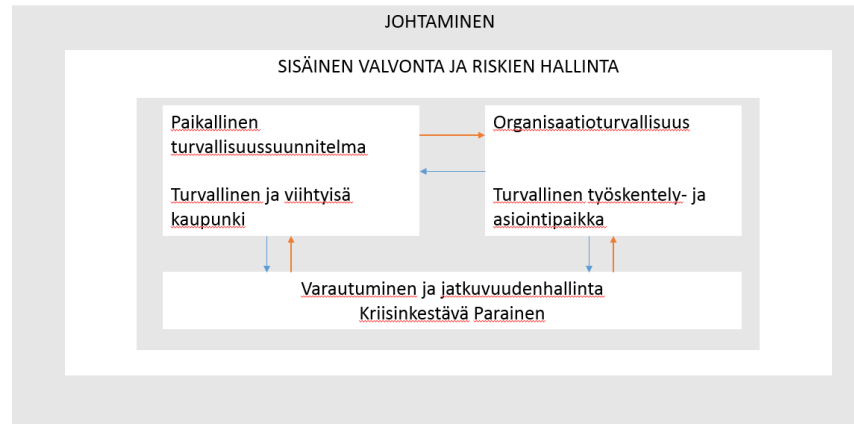 JOHTAMINEN
SISÄINEN VALVONTA JA RISKIEN HALLINTA
Paikallinen
turvallisuussuunnitelma
Turvallinen ja viihtyisä
kaupunki
Organisaatioturvallisuus
Turvallinen työskentely- ja
asiointipaikka
Varautuminen ja jatkuvuudenhallinta
Kriisinkestävä Parainen